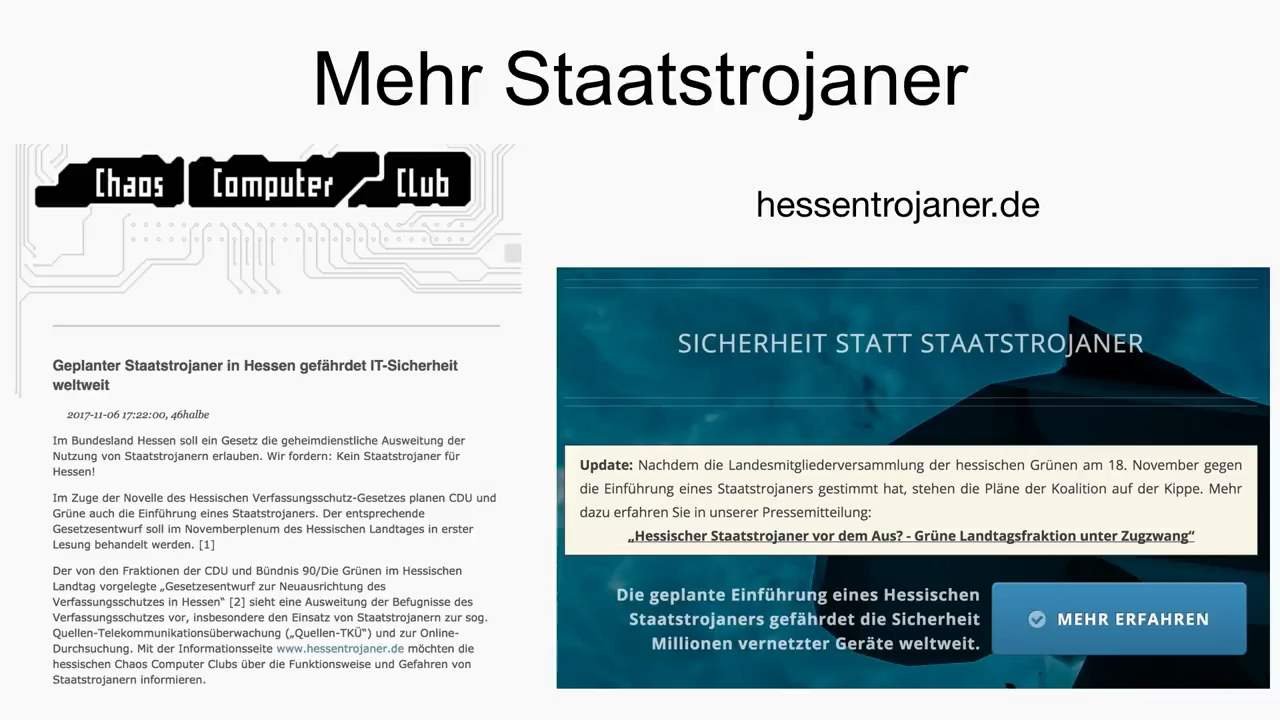 Mehr Staatstrojaner
Chaos Computer Club
Geplanter Staatstrojaner in Hessen gefährdet IT-Sicherheit
weltweit
2017-11-06 17:22:00, 46halbe
Im Bundesland Hessen soll ein Gesetz die geheimdienstliche Ausweitung der
Nutzung von Staatstrojanern erlauben. Wir fordern: Kein Staatstrojaner für
Hessen!
Im Zuge der Novelle des Hessischen Verfassungsschutz-Gesetzes planen CDU und
Grüne auch die Einführung eines Staatstrojaners. Der entsprechende
Gesetzesentwurf soll im Novemberplenum des Hessischen Landtages in erster
Lesung behandelt werden. [1]
Der von den Fraktionen der CDU und Bündnis 90/Die Grünen im Hessischen
Landtag vorgelegte „Gesetzesentwurf zur Neuausrichtung des
Verfassungsschutzes in Hessen“ [2] sieht eine Ausweitung der Befugnisse des
Verfassungsschutzes vor, insbesondere den Einsatz von Staatstrojanern zur sog.
Quellen-Telekommunikationsüberwachung („Quellen-TKÜ“) und zur Online-
Durchsuchung. Mit der Informationsseite www.hessentrojaner.de möchten die
hessischen Chaos Computer Clubs über die Funktionsweise und Gefahren von
Staatstrojanern informieren.
hessentrojaner.de
SICHERHEIT STATT STAATSTROJANER
Update: Nachdem die Landesmitgliederversammlung der hessischen Grünen am 18. November gegen
die Einführung eines Staatstrojaners gestimmt hat, stehen die Pläne der Koalition auf der Kippe. Mehr
dazu erfahren Sie in unserer Pressemitteilung:
„Hessischer Staatstrojaner vor dem Aus? - Grüne Landtagsfraktion unter Zugzwang“
Die geplante Einführung eines Hessischen
Staatstrojaners gefährdet die Sicherheit
Millionen vernetzter Geräte weltweit.
MEHR ERFAHREN